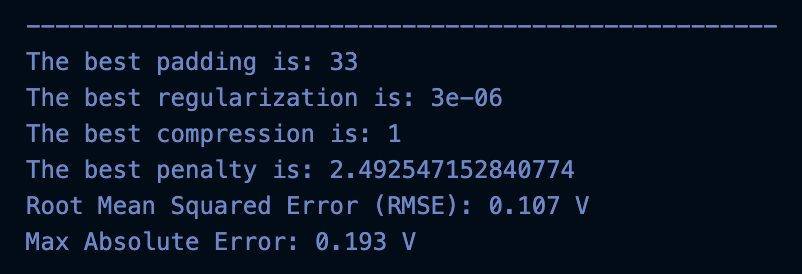 ----------------------------------------------------
The best padding is: 33
The best regularization is: 3e-06
The best compression is: 1
The best penalty is: 2.492547152840774
Root Mean Squared Error (RMSE): 0.107 V
Max Absolute Error: 0.193 V